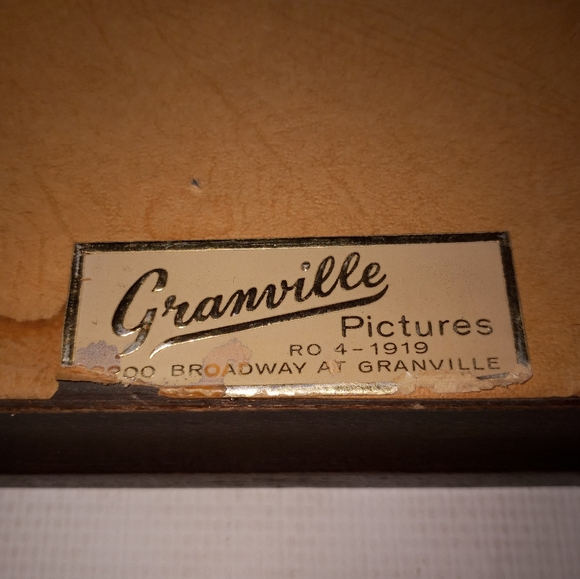 Granville
Pictures
RO 4-1919
BROADWAY AT GRANVILLE